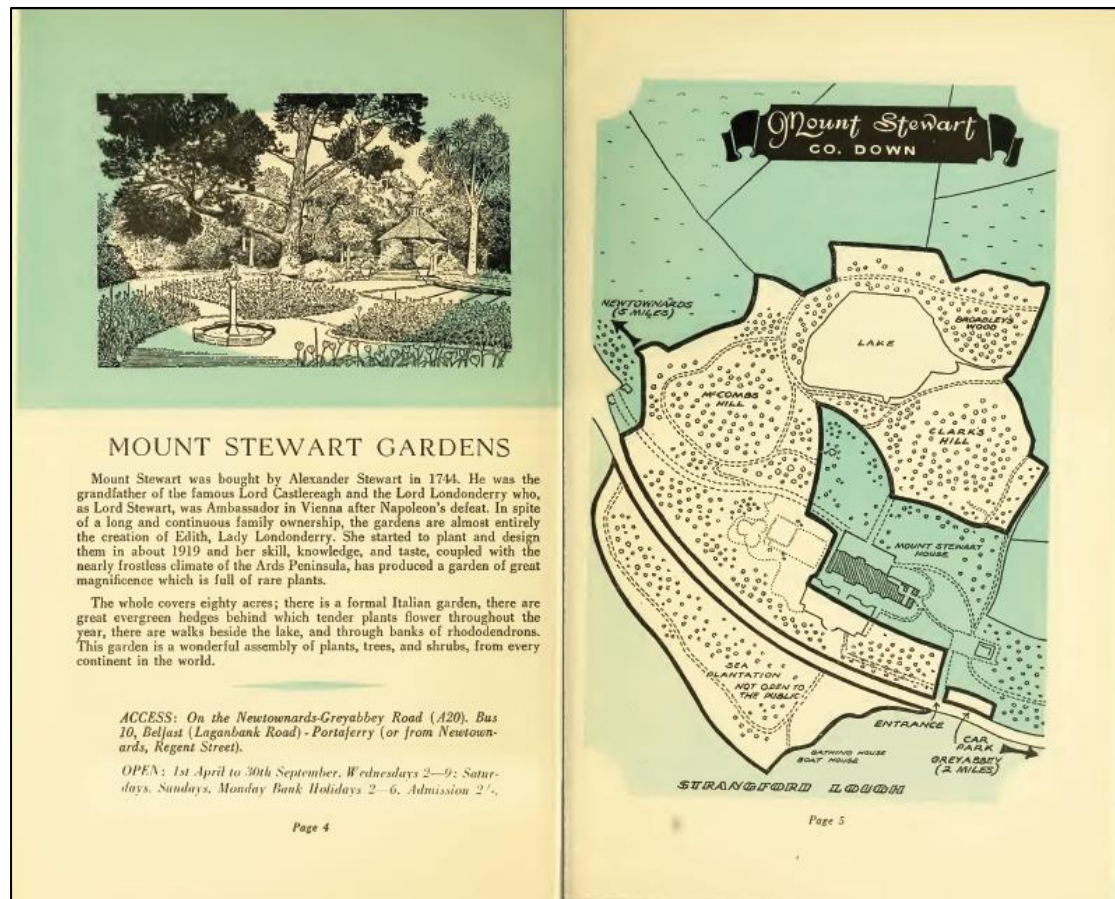 MOUNT STEWART GARDENS
Mount Stewart was bought by Alexander Stewart in 1744. He was the
grandfather of the famous Lord Castlereagh and the Lord Londonderry who,
as Lord Stewart, was Ambassador in Vienna after Napoleon's defeat. In spite
of a long and continuous family ownership, the gardens are almost entirely
the creation of Edith, Lady Londonderry. She started to plant and design
them in about 1919 and her skill, knowledge, and taste, coupled with the
nearly frostless climate of the Ards Peninsula, has produced a garden of great
magnificence which is full of rare plants.
The whole covers eighty acres; there is a formal Italian garden, there are
great evergreen hedges behind which tender plants flower throughout the
year, there are walks beside the lake, and through banks of rhododendrons.
This garden is a wonderful assembly of plants, trees, and shrubs, from every
continent in the world.
ACCESS: On the Newtownards-Greyabbey Road (A20). Bus
10, Belfast (Laganbank Road) - Portaferry (or from Newtown-
ards, Regent Street).
OPEN: 1st April to 30th September. Wednesdays 2—9: Satur-
days, Sundays, Monday Bank Holidays 2—6. Admission 2/-.
Page 4
Mount Stewart
CO. DOWN
NEWTOWNARDS
(5 MILES)
LAKE
BRADLEY'S
WOOD
McCOMBS
HILL
CLARK'S
HILL
MOUNT STEWART
HOUSE
SEA
PLANTATION
NOT OPEN TO
THE PUBLIC
ENTRANCE
CAR
PARK
GREYABBEY
(2 MILES)
BATHING HOUSE
BOAT HOUSE
STRANGFORD LOUGH
Page 5